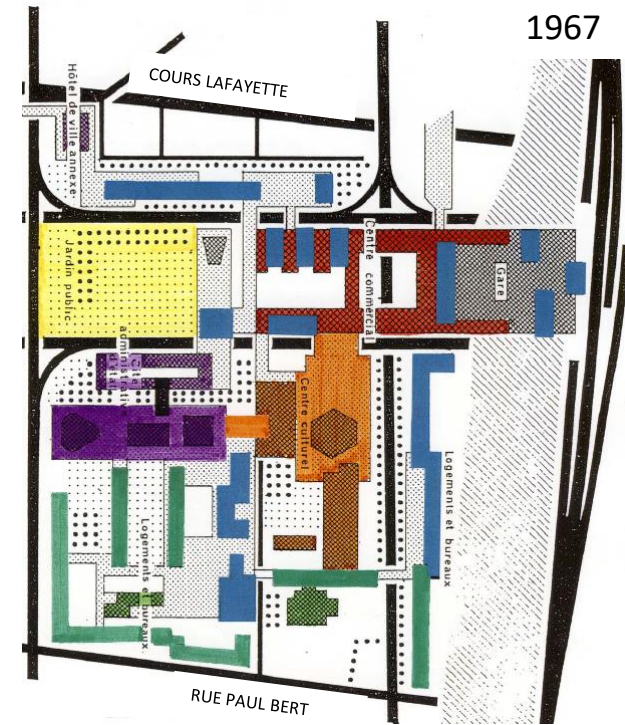 1967
COURS LAFAYETTE
Hôtel de ville annexe
Jardin public
Centre commercial
Gare
administrative
Centre culturel
Logements et bureaux
Logements et bureaux
RUE PAUL BERT